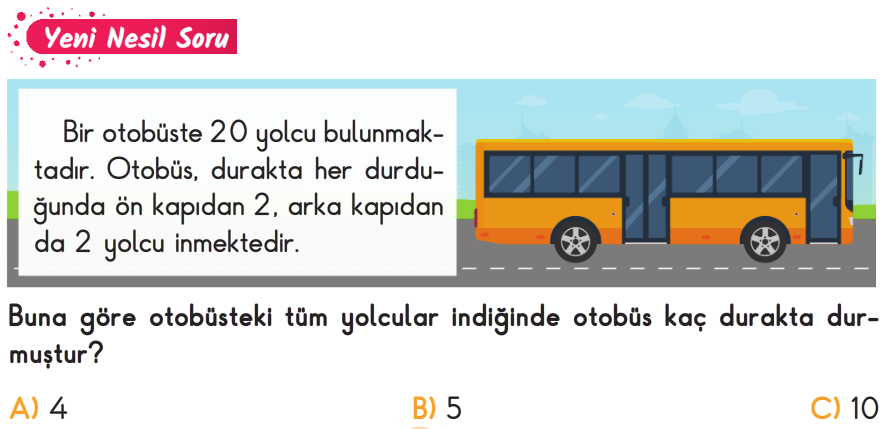 Yeni Nesil Soru
Bir otobüste 20 yolcu bulunmak-
tadır. Otobüs, durakta her durdu-
ğunda ön kapıdan 2, arka kapıdan
da 2 yolcu inmektedir.
Buna göre otobüsteki tüm yolcular indiğinde otobüs kaç durakta dur-
muştur?
A) 4 B) 5 C) 10